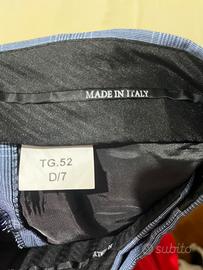 MADE IN ITALY
TG.52
D/7
subito